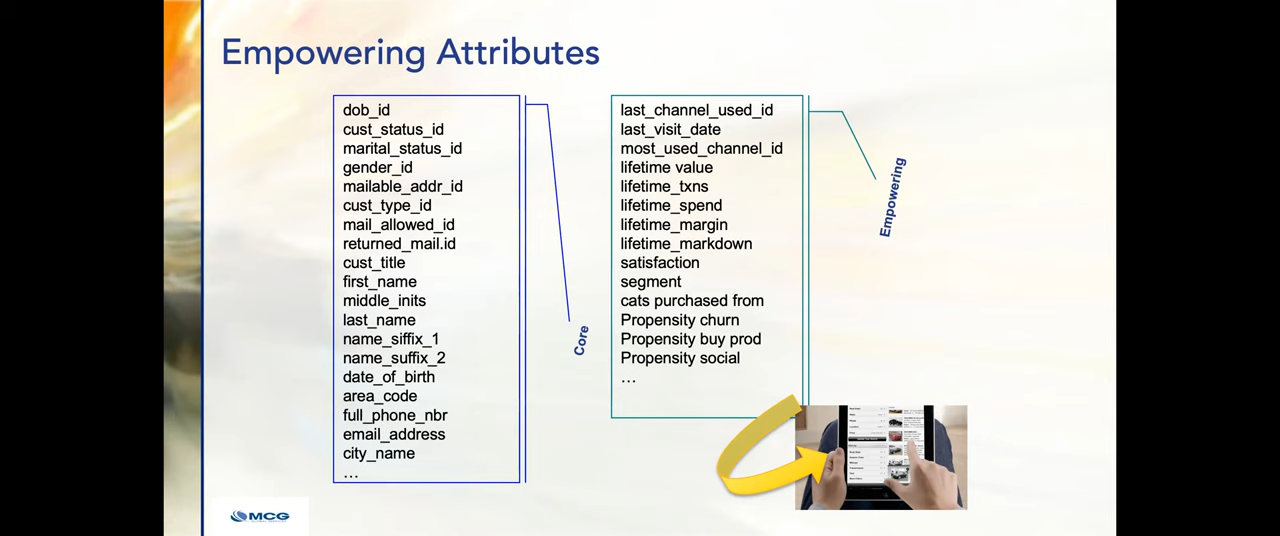 Empowering Attributes
dob_id
cust_status_id
marital_status_id
gender_id
mailable_addr_id
cust_type_id
mail_allowed_id
returned_mail.id
cust_title
first_name
middle_inits
last_name
name_siffix_1
name_suffix_2
date_of_birth
area_code
full_phone_nbr
email_address
city_name
...
Core
last_channel_used_id
last_visit_date
most_used_channel_id
lifetime value
lifetime_txns
lifetime_spend
lifetime_margin
lifetime_markdown
satisfaction
segment
cats purchased from
Propensity churn
Propensity buy prod
Propensity social
...
Empowering
MCG